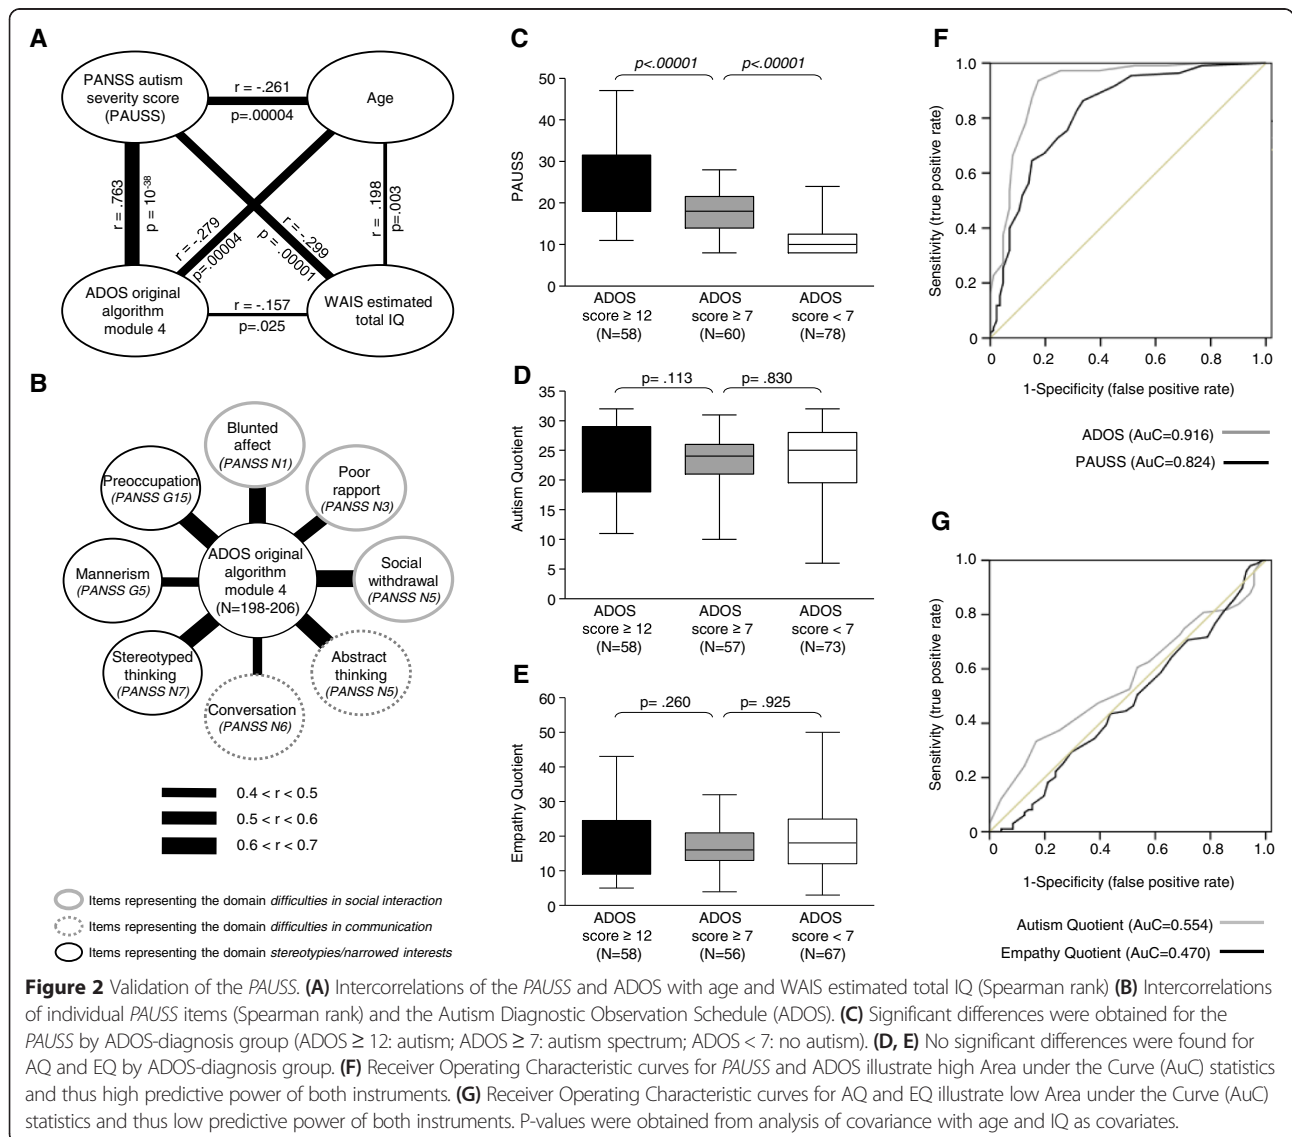 A
PANSS autism
severity score
(PAUSS)
r = -.261
p=.00004
Age
r = .763
p = 10-38
r = -.279
p=.00004
r = -.299
p = .00001
r = .198
p=.003
ADOS original
algorithm
module 4
r = -.157
p=.025
WAIS estimated
total IQ
B
Blunted
affect
(PANSS N1)
Poor
rapport
(PANSS N3)
Preoccupation
(PANSS G15)
ADOS original
algorithm
module 4
(N=198-206)
Social
withdrawal
(PANSS N5)
Mannerism
(PANSS G5)
Stereotyped
thinking
(PANSS N7)
Abstract
thinking
(PANSS N5)
Conversation
(PANSS N6)
0.4 < r < 0.5
0.5 < r < 0.6
0.6 < r < 0.7
Items representing the domain difficulties in social interaction
Items representing the domain difficulties in communication
Items representing the domain stereotypies/narrowed interests
C
p<.00001 p<.00001
PAUSS
50
40
30
20
10
0
ADOS score ≥ 12 (N=58)
ADOS score ≥ 7 (N=60)
ADOS score < 7 (N=78)
D
p= .113 p= .830
Autism Quotient
35
30
25
20
15
10
5
0
ADOS score ≥ 12 (N=58)
ADOS score ≥ 7 (N=57)
ADOS score < 7 (N=73)
E
p= .260 p= .925
Empathy Quotient
60
50
40
30
20
10
0
ADOS score ≥ 12 (N=58)
ADOS score ≥ 7 (N=56)
ADOS score < 7 (N=67)
F
Sensitivity (true positive rate)
1.0
0.8
0.6
0.4
0.2
0
0 0.2 0.4 0.6 0.8 1.0
1-Specificity (false positive rate)
ADOS (AuC=0.916)
PAUSS (AuC=0.824)
G
Sensitivity (true positive rate)
1.0
0.8
0.6
0.4
0.2
0
0 0.2 0.4 0.6 0.8 1.0
1-Specificity (false positive rate)
Autism Quotient (AuC=0.554)
Empathy Quotient (AuC=0.470)
Figure 2 Validation of the PAUSS. (A) Intercorrelations of the PAUSS and ADOS with age and WAIS estimated total IQ (Spearman rank) (B) Intercorrelations
of individual PAUSS items (Spearman rank) and the Autism Diagnostic Observation Schedule (ADOS). (C) Significant differences were obtained for the
PAUSS by ADOS-diagnosis group (ADOS ≥ 12: autism; ADOS ≥ 7: autism spectrum; ADOS < 7: no autism). (D, E) No significant differences were found for
AQ and EQ by ADOS-diagnosis group. (F) Receiver Operating Characteristic curves for PAUSS and ADOS illustrate high Area under the Curve (AuC) statistics
and thus high predictive power of both instruments. (G) Receiver Operating Characteristic curves for AQ and EQ illustrate low Area under the Curve (AuC)
statistics and thus low predictive power of both instruments. P-values were obtained from analysis of covariance with age and IQ as covariates.